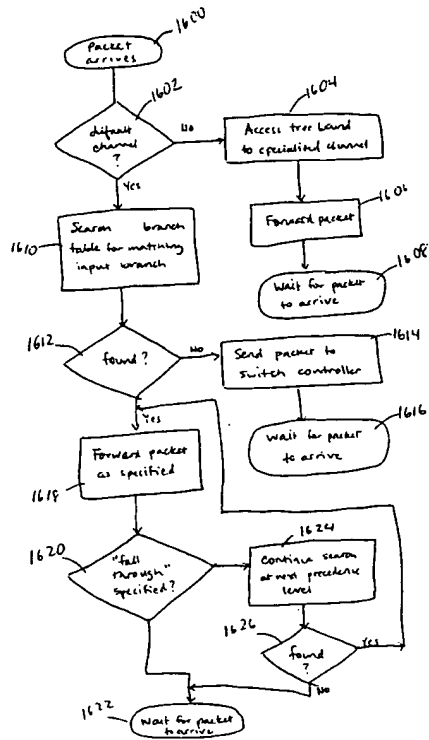 1600
Packet
arrives
1602
default
channel
?
No
Yes
1604
Access tree bound
to specialized channel
1606
Forward packet
1608
Wait for packet
to arrive
1610
Search branch
table for matching
input branch
1612
found?
No
Yes
1614
Send packet to
switch controller
1616
Wait for packet
to arrive
Forward packet
as specified
1618
1620
"fall
through"
specified?
1624
Continue search
at next precedence
level
1626
found
?
Yes
No
1622
Wait for packet
to arrive